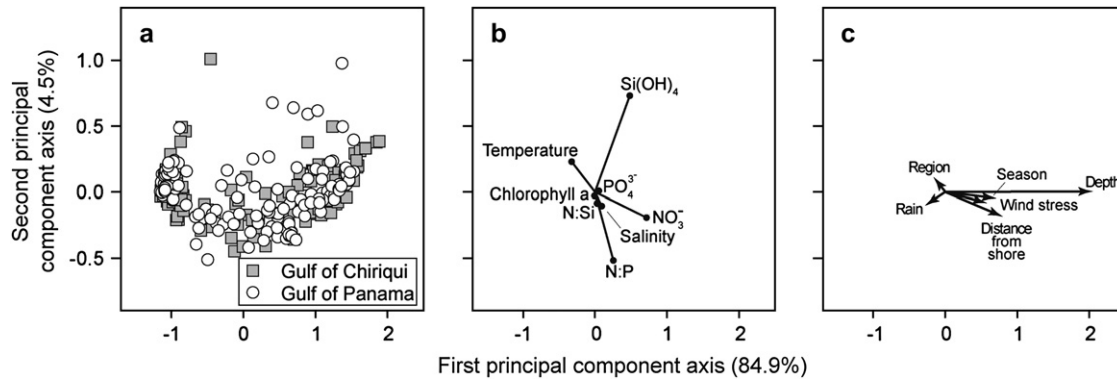 a
b
c
Second principal
component axis (4.5%)
1.0
0.5
0.0
-0.5
Gulf of Chiriqui
Gulf of Panama
-1
0
1
2
Si(OH)4
Temperature
Chlorophyll a
PO4 3-
N:Si
NO3 -
Salinity
N:P
-1
0
1
2
Region
Season
Depth
Rain
Wind stress
Distance
from
shore
-1
0
1
2
First principal component axis (84.9%)